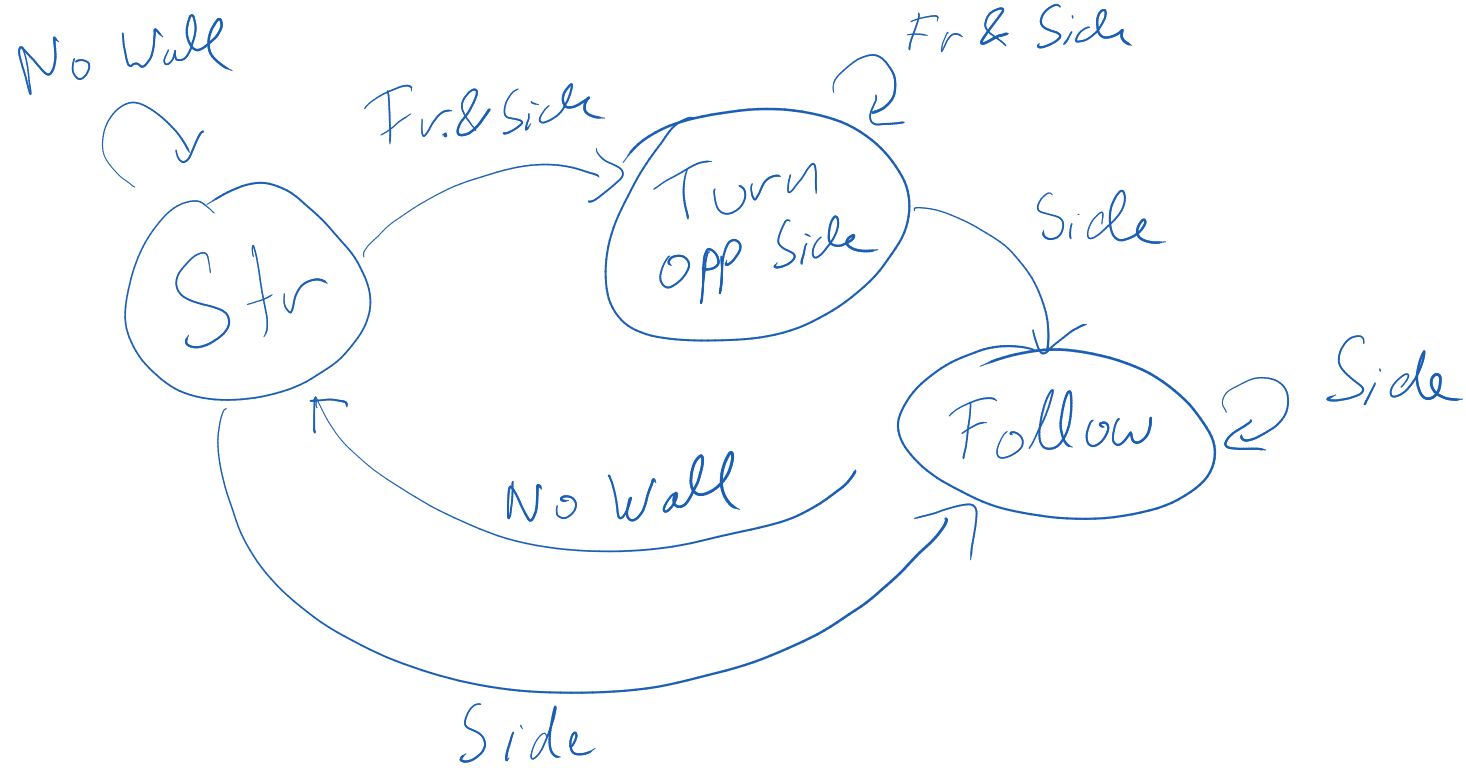 No Wall
Fr & Side
Fr. & Side
Turn
opp Side
Side
Str
Side
Follow
No Wall
Side